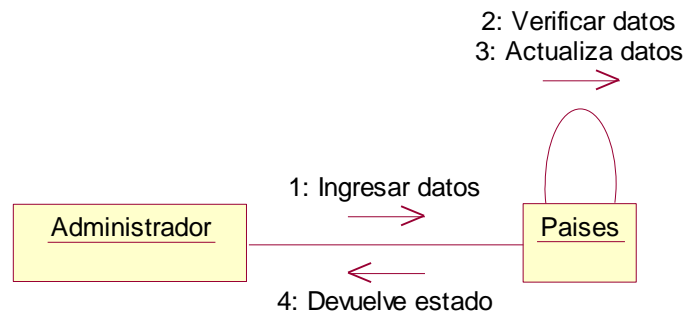 2: Verificar datos
3: Actualiza datos
1: Ingresar datos
Administrador
Paises
4: Devuelve estado